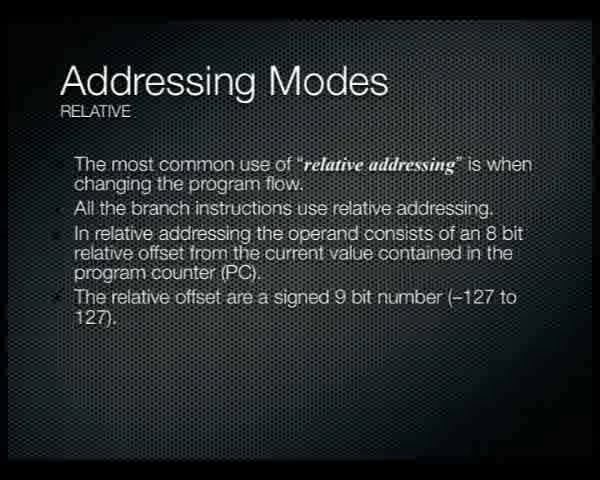 Addressing Modes
RELATIVE
The most common use of “relative addressing” is when
changing the program flow.
All the branch instructions use relative addressing.
In relative addressing the operand consists of an 8 bit
relative offset from the current value contained in the
program counter (PC).
The relative offset are a signed 9 bit number (–127 to
127).